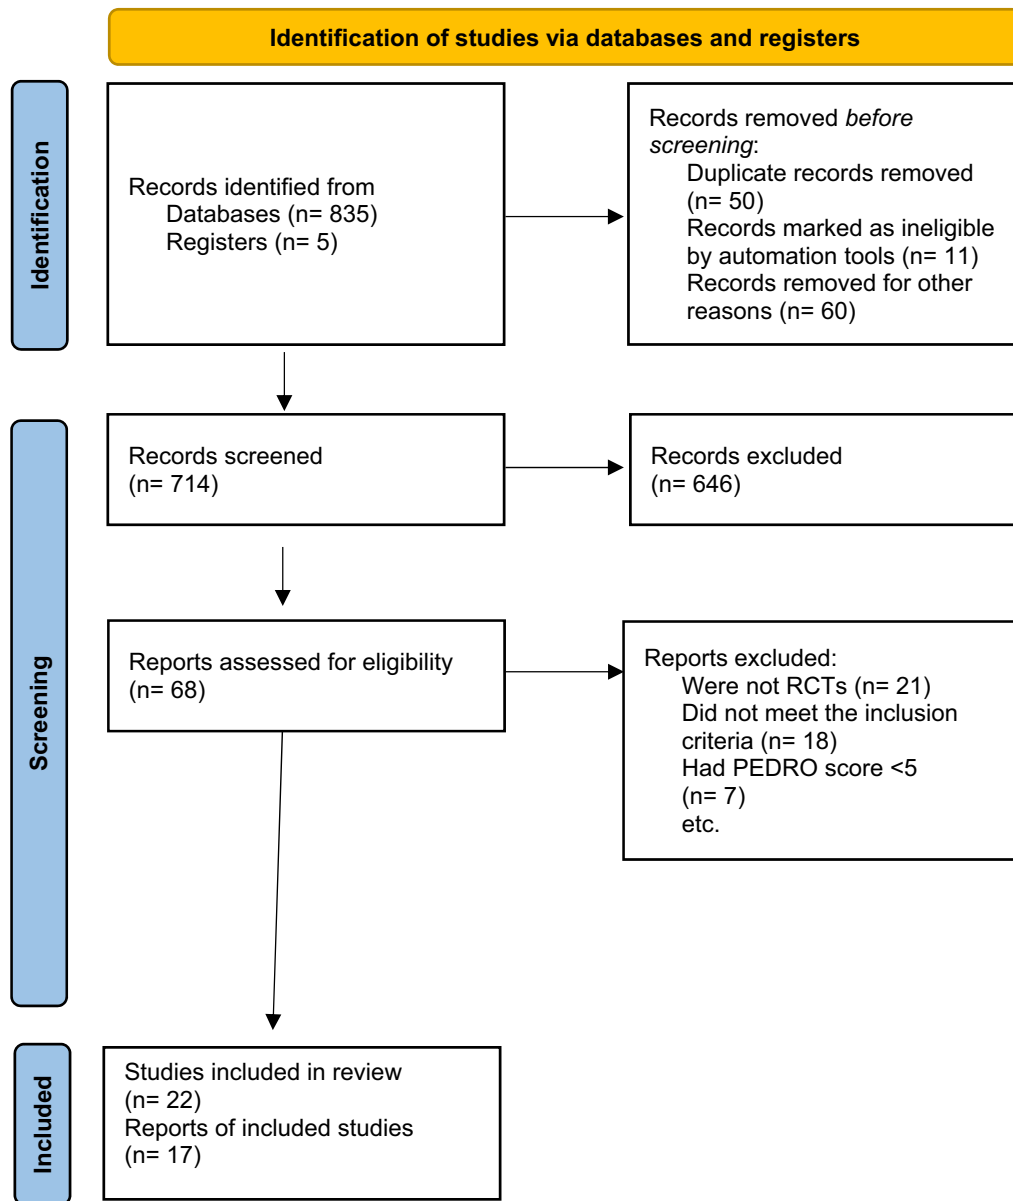 Identification of studies via databases and registers
Identification
Records identified from
Databases (n= 835)
Registers (n= 5)
Records removed before
screening:
Duplicate records removed
(n= 50)
Records marked as ineligible
by automation tools (n= 11)
Records removed for other
reasons (n= 60)
Screening
Records screened
(n= 714)
Records excluded
(n= 646)
Reports assessed for eligibility
(n= 68)
Reports excluded:
Were not RCTs (n= 21)
Did not meet the inclusion
criteria (n= 18)
Had PEDRO score <5
(n= 7)
etc.
Included
Studies included in review
(n= 22)
Reports of included studies
(n= 17)